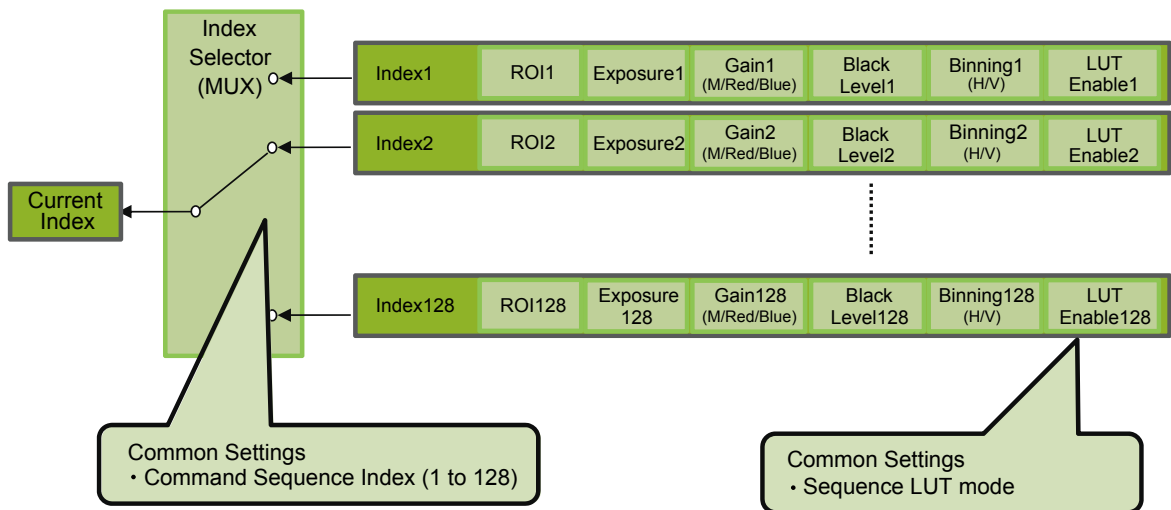 Index
Selector
(MUX)
Index1
ROI1
Exposure1
Gain1
(M/Red/Blue)
Black
Level1
Binning1
(H/V)
LUT
Enable1
Index2
ROI2
Exposure2
Gain2
(M/Red/Blue)
Black
Level2
Binning2
(H/V)
LUT
Enable2
Current
Index
Index128
ROI128
Exposure
128
Gain128
(M/Red/Blue)
Black
Level128
Binning128
(H/V)
LUT
Enable128
Common Settings
・Command Sequence Index (1 to 128)
Common Settings
・Sequence LUT mode